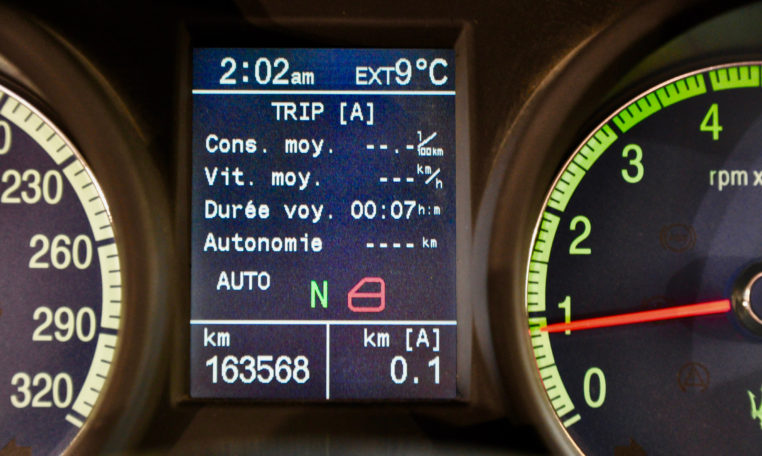 2:02am EXT9°C
TRIP [A]
Cons. moy. --.- l/100km
Vit. moy. --- km/h
Durée voy. 00:07 h:m
Autonomie ---- km
AUTO N
km
163568
km [A]
0.1
230
260
290
320
4
3
2
1
0
rpm x